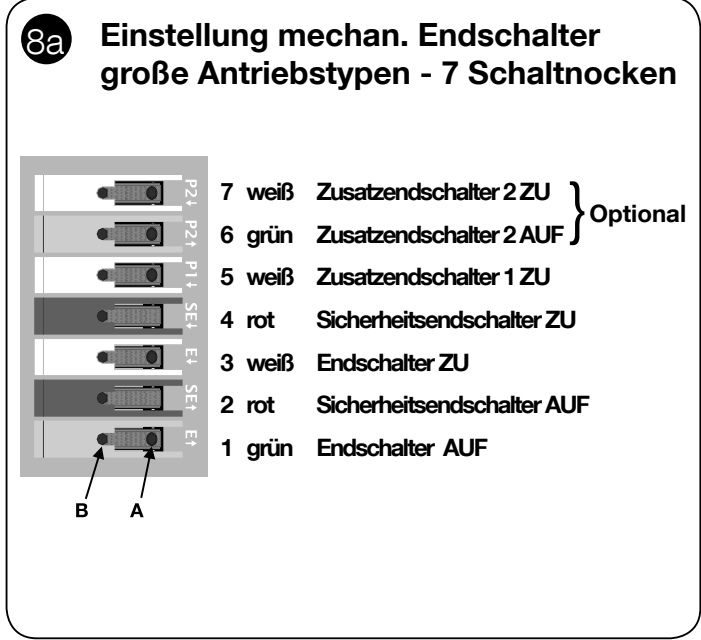 8a Einstellung mechan. Endschalter
große Antriebstypen - 7 Schaltnocken
P2↓ 7 weiß Zusatzendschalter 2 ZU
P2↑ 6 grün Zusatzendschalter 2 AUF
Optional
P1↓ 5 weiß Zusatzendschalter 1 ZU
SE↓ 4 rot Sicherheitsendschalter ZU
E↓ 3 weiß Endschalter ZU
SE↑ 2 rot Sicherheitsendschalter AUF
E↑ 1 grün Endschalter AUF
B A